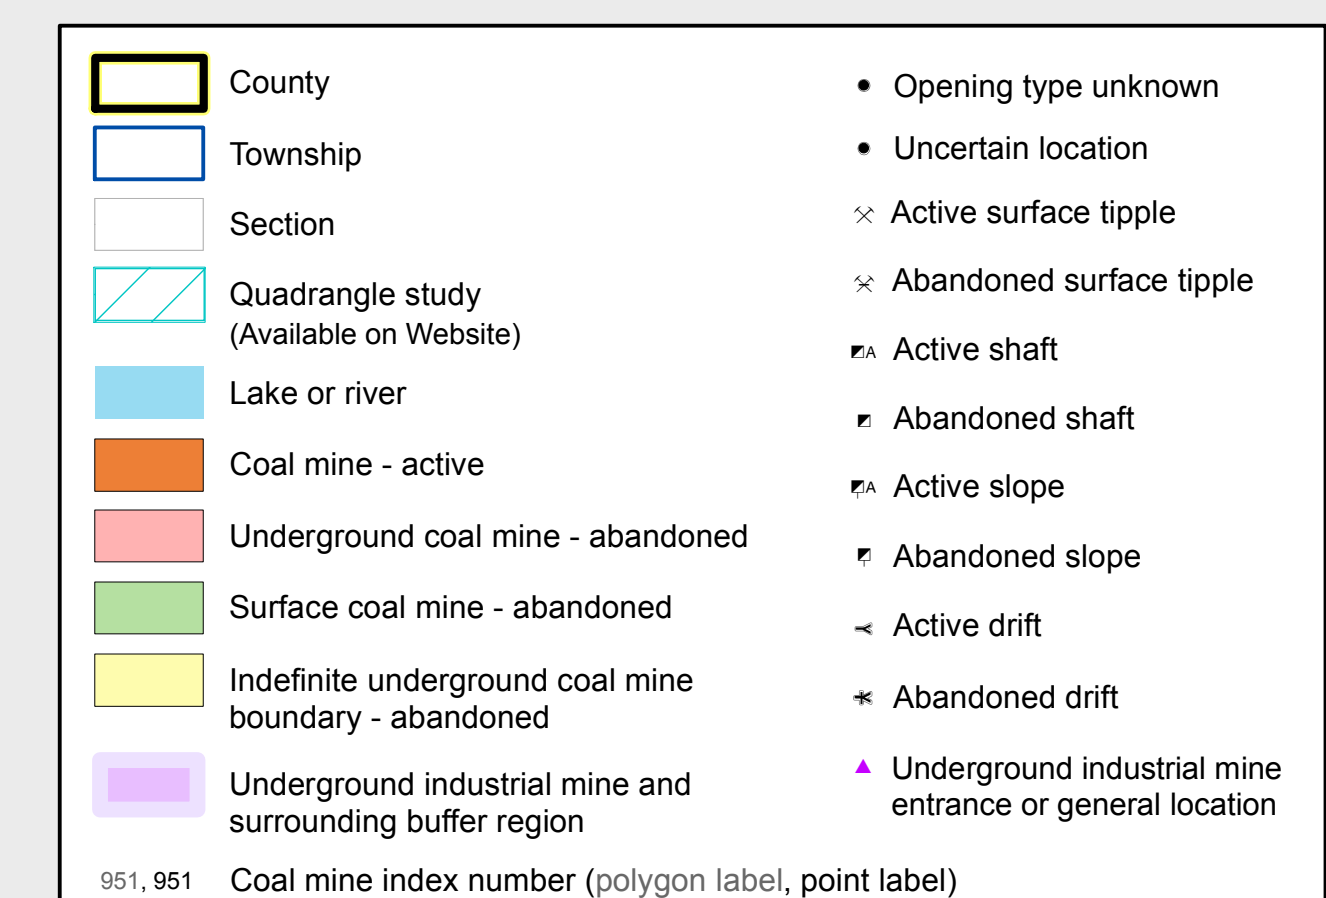 County
Township
Section
Quadrangle study
(Available on Website)
Lake or river
Coal mine - active
Underground coal mine - abandoned
Surface coal mine - abandoned
Indefinite underground coal mine
boundary - abandoned
Underground industrial mine and
surrounding buffer region
951, 951 Coal mine index number (polygon label, point label)
Opening type unknown
Uncertain location
Active surface tipple
Abandoned surface tipple
A Active shaft
Abandoned shaft
A Active slope
Abandoned slope
Active drift
Abandoned drift
Underground industrial mine
entrance or general location